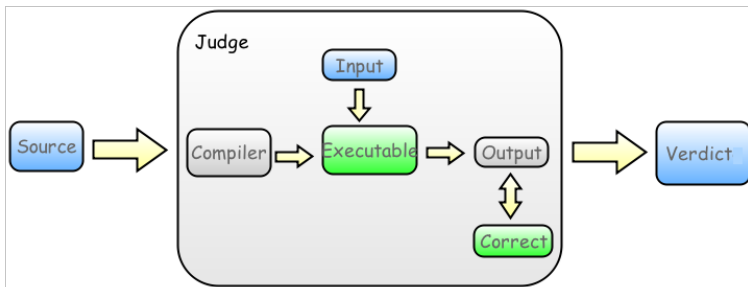 Judge
Input
Source
Compiler
Executable
Output
Verdict
Correct